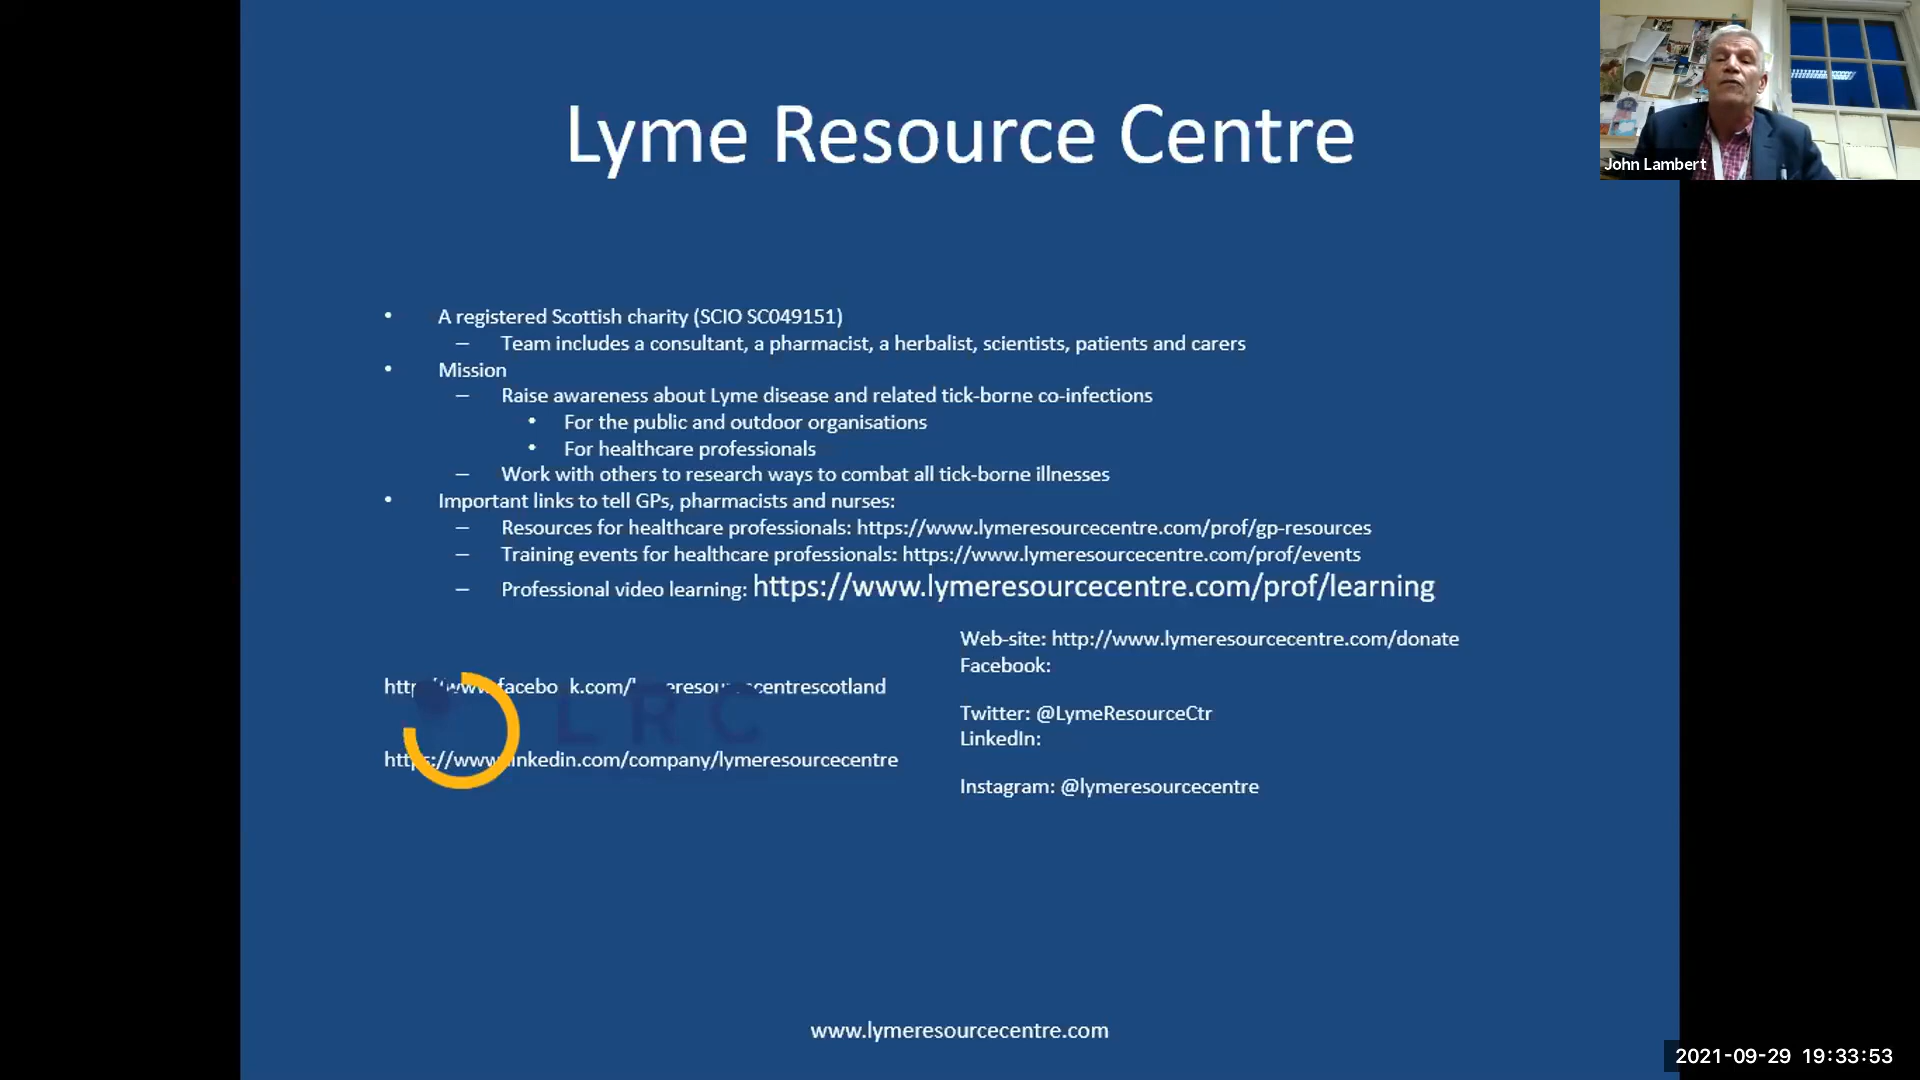 Lyme Resource Centre
John Lambert
• A registered Scottish charity (SCIO SC049151)
– Team includes a consultant, a pharmacist, a herbalist, scientists, patients and carers
• Mission
– Raise awareness about Lyme disease and related tick-borne co-infections
• For the public and outdoor organisations
• For healthcare professionals
– Work with others to research ways to combat all tick-borne illnesses
• Important links to tell GPs, pharmacists and nurses:
– Resources for healthcare professionals: https://www.lymeresourcecentre.com/prof/gp-resources
– Training events for healthcare professionals: https://www.lymeresourcecentre.com/prof/events
– Professional video learning: https://www.lymeresourcecentre.com/prof/learning
Web-site: http://www.lymeresourcecentre.com/donate
Facebook:
http://www.facebook.com/lymeresourcecentrescotland
LRC
Twitter: @LymeResourceCtr
LinkedIn:
https://www.linkedin.com/company/lymeresourcecentre
Instagram: @lymeresourcecentre
www.lymeresourcecentre.com
2021-09-29 19:33:53